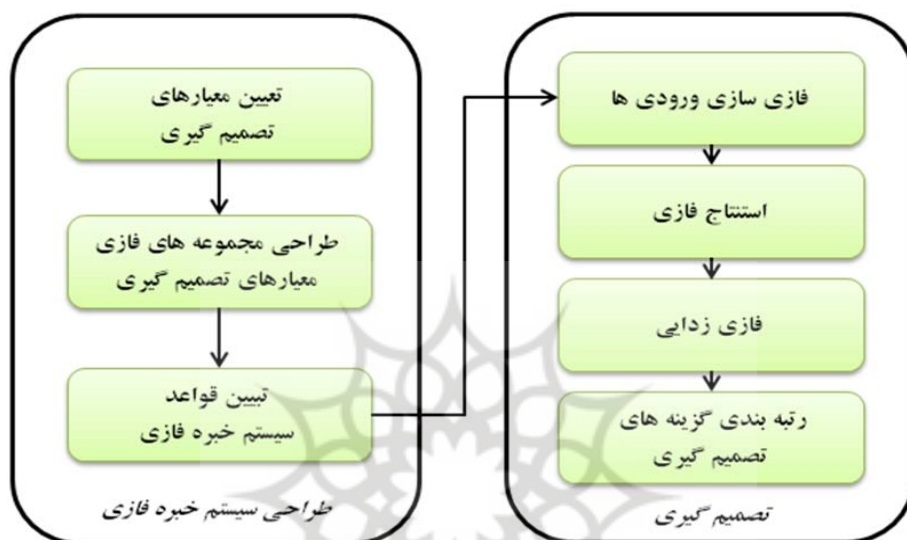 تعیین معیارهای
تصمیم گیری
طراحی مجموعه های فازی
معیارهای تصمیم گیری
تبیین قواعد
سیستم خبره فازی
طراحی سیستم خبره فازی
فازی سازی ورودی ها
استنتاج فازی
فازی زدایی
رتبه بندی گزینه های
تصمیم گیری
تصمیم گیری